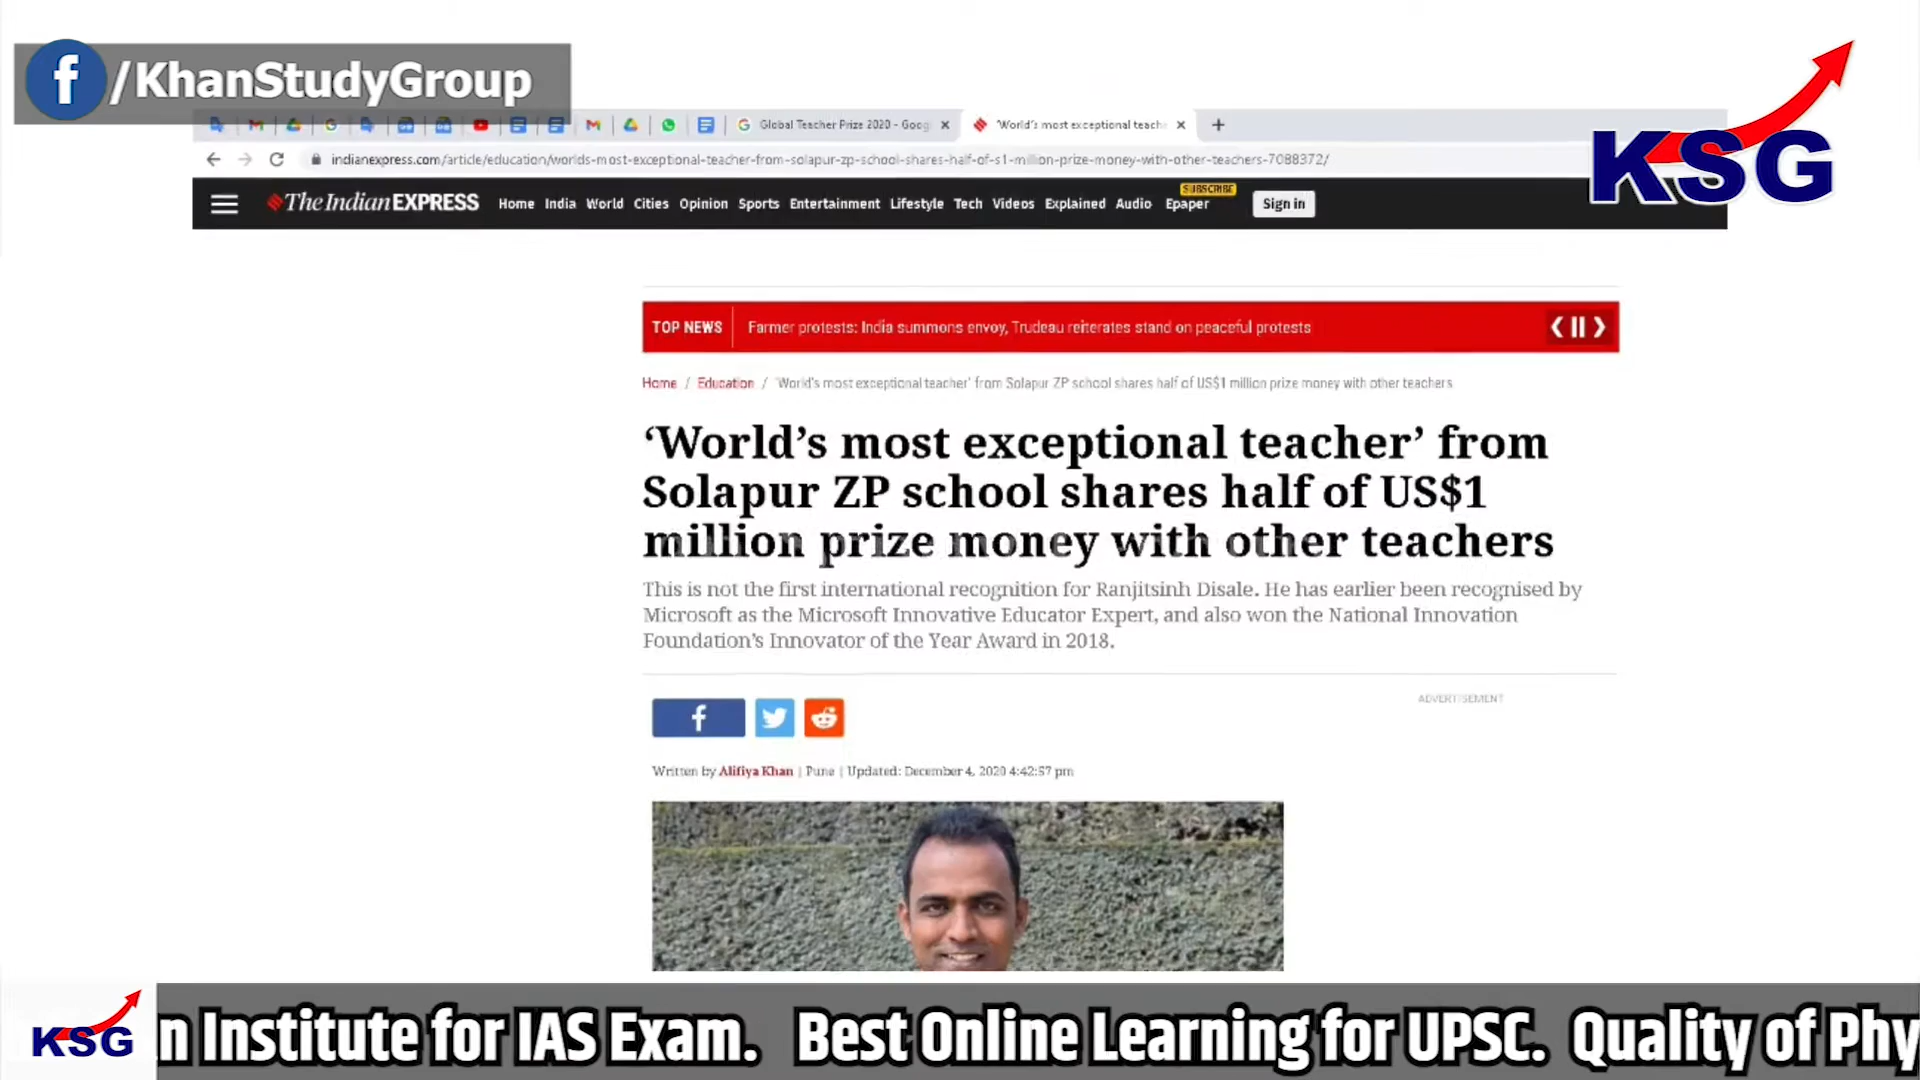 f/KhanStudyGroup
KSG
Global Teacher Prize 2020 - Goog
'World's most exceptional teache
indianexpress.com/article/education/worlds-most-exceptional-teacher-from-solapur-zp-school-shares-half-of-s1-million-prize-money-with-other-teachers-7088372/
The Indian EXPRESS Home India World Cities Opinion Sports Entertainment Lifestyle Tech Videos Explained Audio Epaper SUBSCRIBE Sign in
TOP NEWS Farmer protests: India summons envoy, Trudeau reiterates stand on peaceful protests
Home / Education / 'World's most exceptional teacher' from Solapur ZP school shares half of US$1 million prize money with other teachers
‘World’s most exceptional teacher’ from
Solapur ZP school shares half of US$1
million prize money with other teachers
This is not the first international recognition for Ranjitsinh Disale. He has earlier been recognised by
Microsoft as the Microsoft Innovative Educator Expert, and also won the National Innovation
Foundation's Innovator of the Year Award in 2018.
ADVERTISEMENT
Written by Alifiya Khan | Pune | Updated: December 4, 2020 4:42:57 pm
KSG
n Institute for IAS Exam. Best Online Learning for UPSC. Quality of Phy